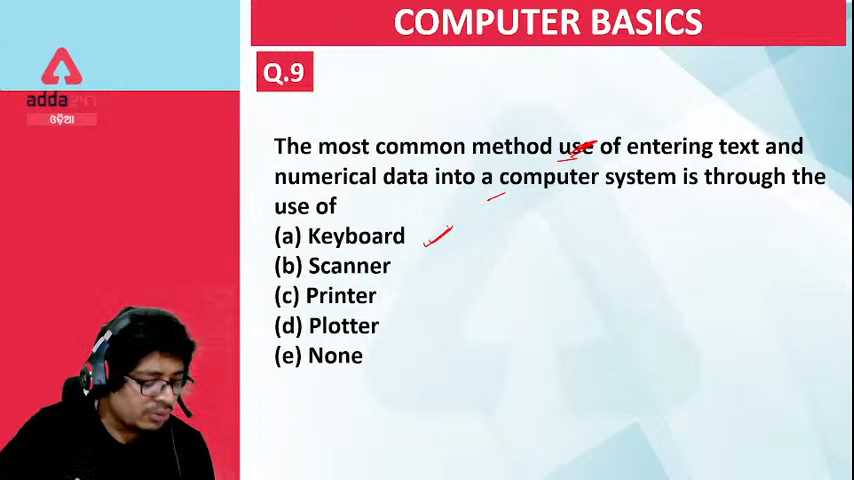 COMPUTER BASICS
Q.9
adda247
ଓଡ଼ିଆ
The most common method use of entering text and
numerical data into a computer system is through the
use of
(a) Keyboard
(b) Scanner
(c) Printer
(d) Plotter
(e) None